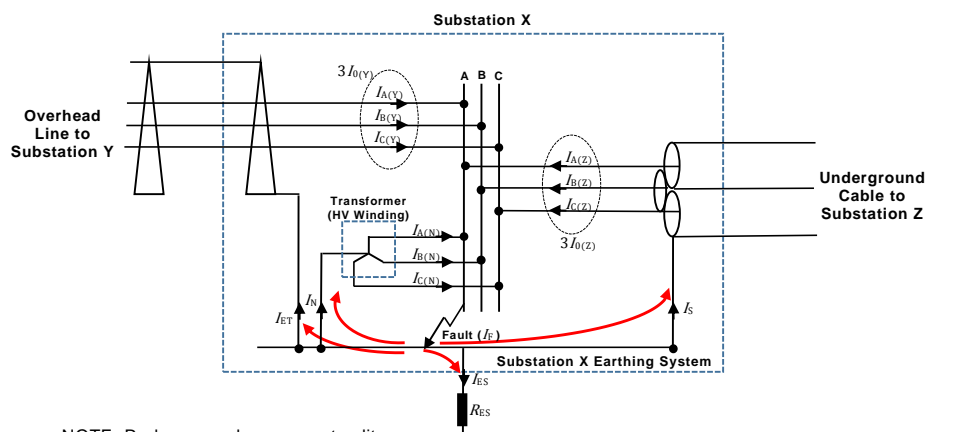 Substation X
3I0(Y)
A B C
IA(Y)
IB(Y)
IC(Y)
Overhead
Line to
Substation Y
IA(Z)
IB(Z)
IC(Z)
3I0(Z)
Underground
Cable to
Substation Z
Transformer
(HV Winding)
IA(N)
IB(N)
IC(N)
IN
IET
IS
Fault (IF)
Substation X Earthing System
IES
RES
NOTE: